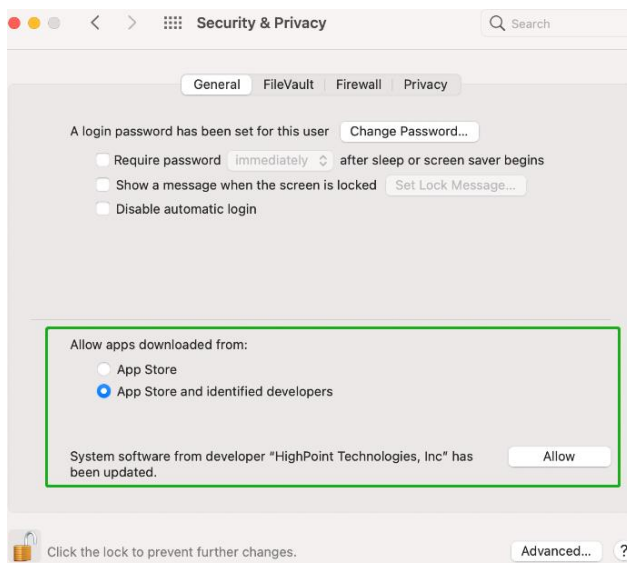 Security & Privacy
Search
General FileVault Firewall Privacy
A login password has been set for this user Change Password...
Require password immediately after sleep or screen saver begins
Show a message when the screen is locked Set Lock Message...
Disable automatic login
Allow apps downloaded from:
App Store
App Store and identified developers
System software from developer “HighPoint Technologies, Inc” has Allow
been updated.
Click the lock to prevent further changes. Advanced... ?